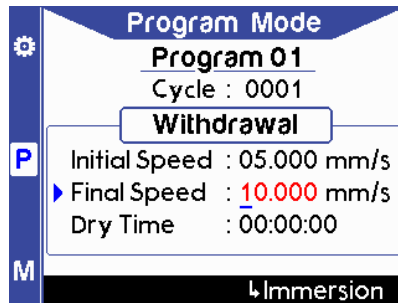 Program Mode
Program 01
Cycle : 0001
Withdrawal
P
Initial Speed : 05.000 mm/s
Final Speed : 10.000 mm/s
Dry Time : 00:00:00
M
↳Immersion